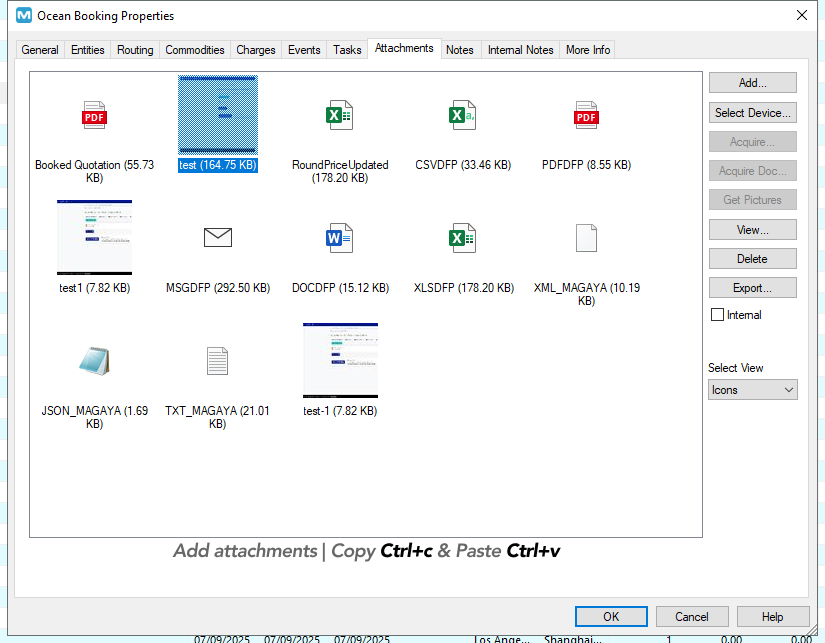 Ocean Booking Properties
General Entities Routing Commodities Charges Events Tasks Attachments Notes Internal Notes More Info
Booked Quotation (55.73 KB)
test (164.75 KB)
RoundPriceUpdated (178.20 KB)
CSVDFP (33.46 KB)
PDFDFP (8.55 KB)
test1 (7.82 KB)
MSGDFP (292.50 KB)
DOCDFP (15.12 KB)
XLSDFP (178.20 KB)
XML_MAGAYA (10.19 KB)
JSON_MAGAYA (1.69 KB)
TXT_MAGAYA (21.01 KB)
test-1 (7.82 KB)
Add...
Select Device...
Acquire...
Acquire Doc...
Get Pictures
View...
Delete
Export...
Internal
Select View
Icons
Add attachments | Copy Ctrl+c & Paste Ctrl+v
OK Cancel Help
07/09/2025 07/09/2025 07/09/2025 Los Ange... Shanghai... 1 0.00 0.00